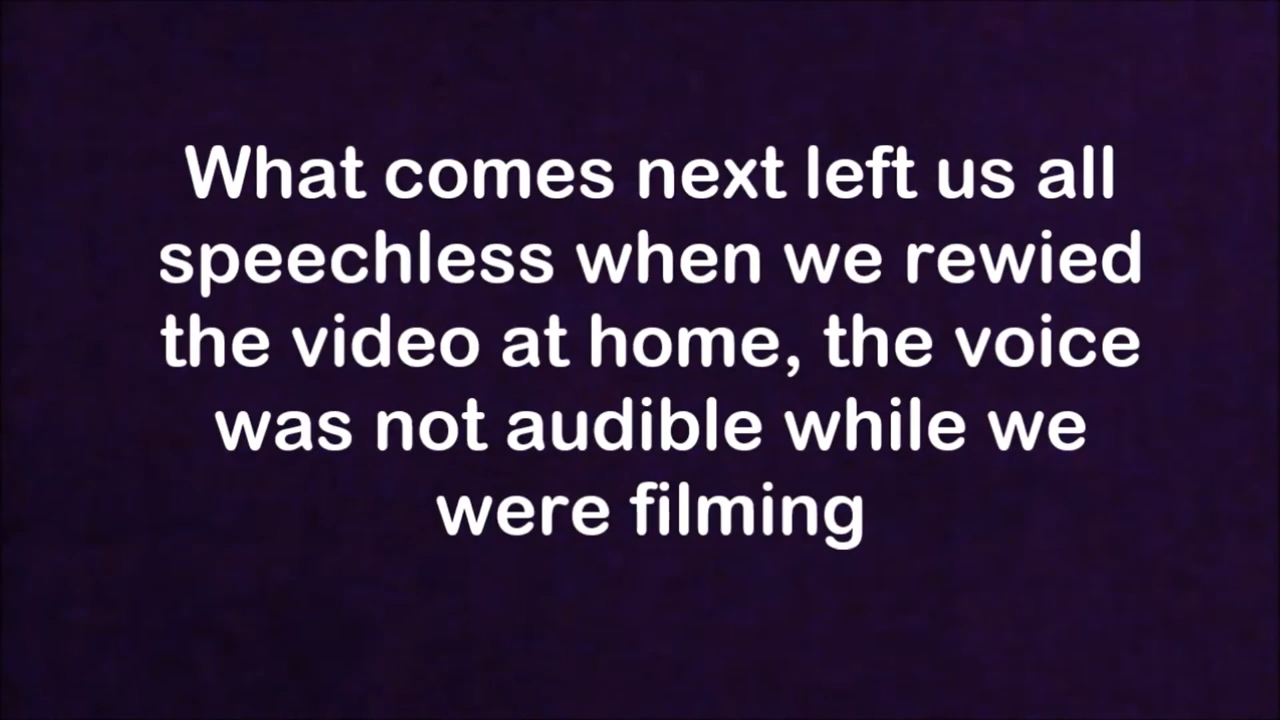 What comes next left us all
speechless when we rewied
the video at home, the voice
was not audible while we
were filming